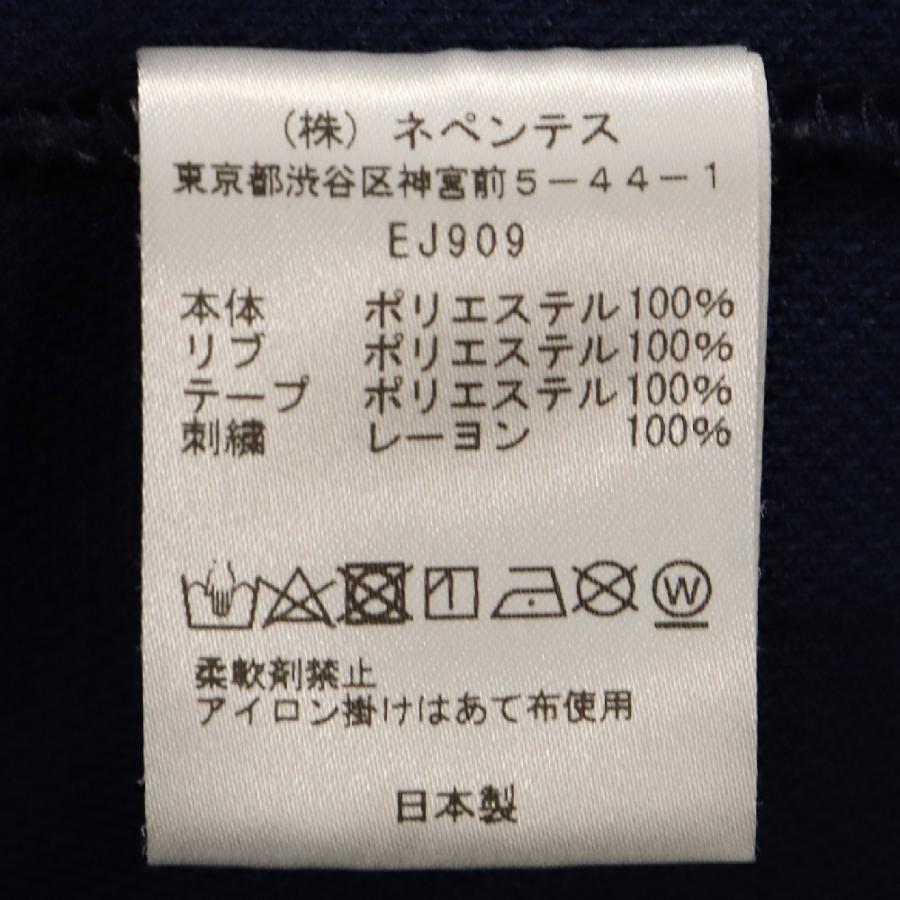 （株）ネペンテス
東京都渋谷区神宮前５－４４－１
EJ909
本体 ポリエステル100%
リブ ポリエステル100%
テープ ポリエステル100%
刺繍 レーヨン 100%
W
柔軟剤禁止
アイロン掛けはあて布使用
日本製